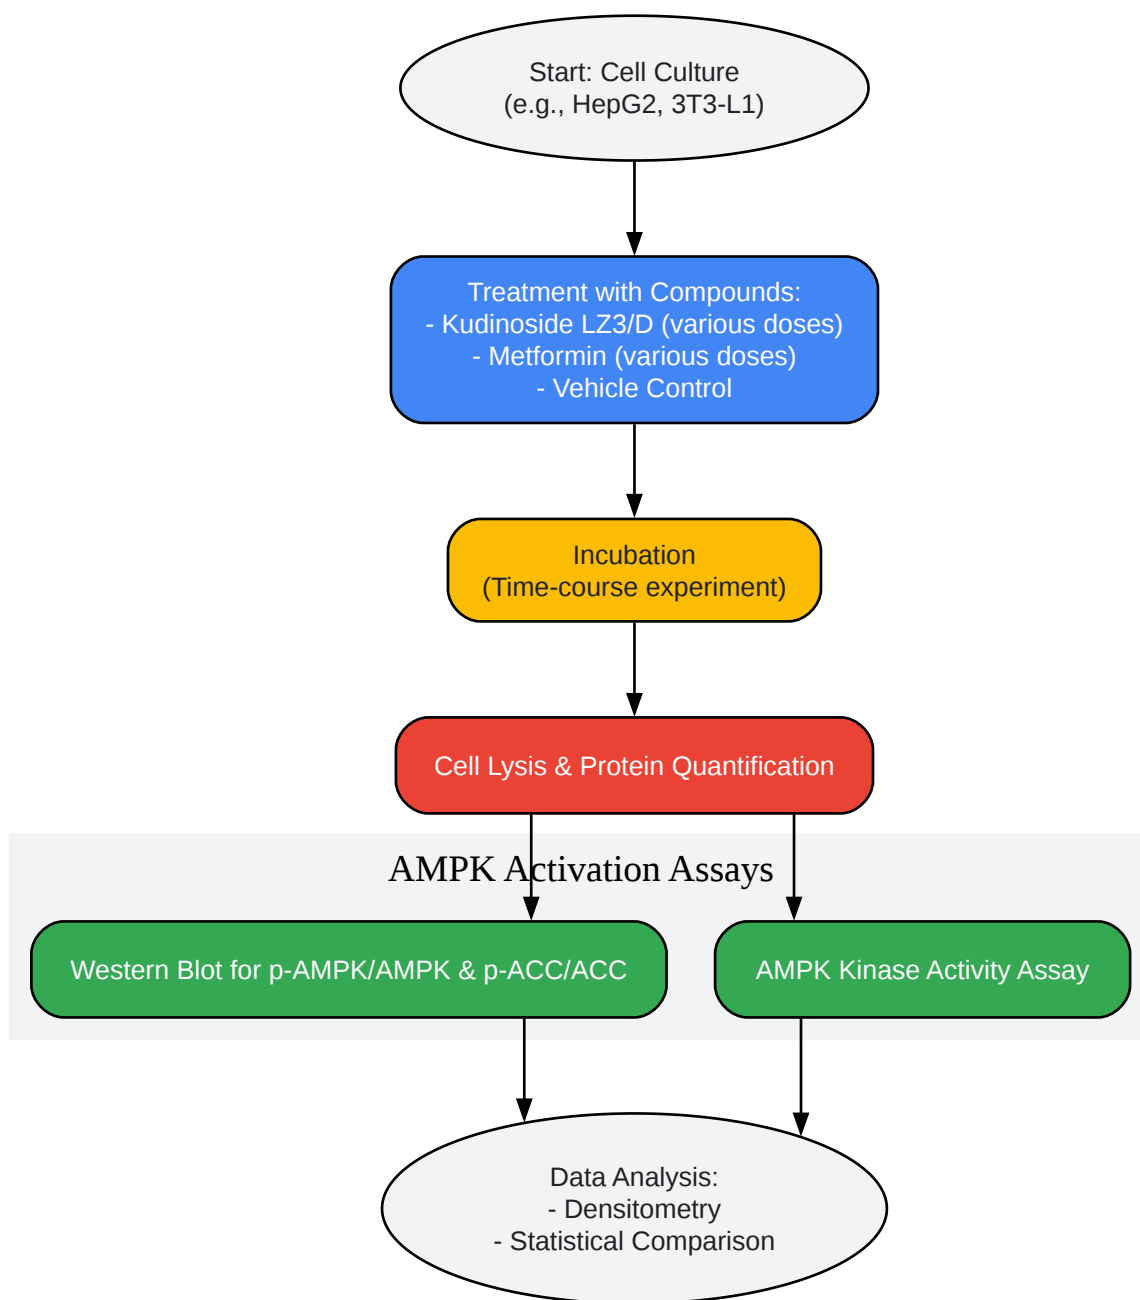 Start: Cell Culture
(e.g., HepG2, 3T3-L1)
Treatment with Compounds:
- Kudinoside LZ3/D (various doses)
- Metformin (various doses)
- Vehicle Control
Incubation
(Time-course experiment)
Cell Lysis & Protein Quantification
AMPK Activation Assays
Western Blot for p-AMPK/AMPK & p-ACC/ACC
AMPK Kinase Activity Assay
Data Analysis:
- Densitometry
- Statistical Comparison